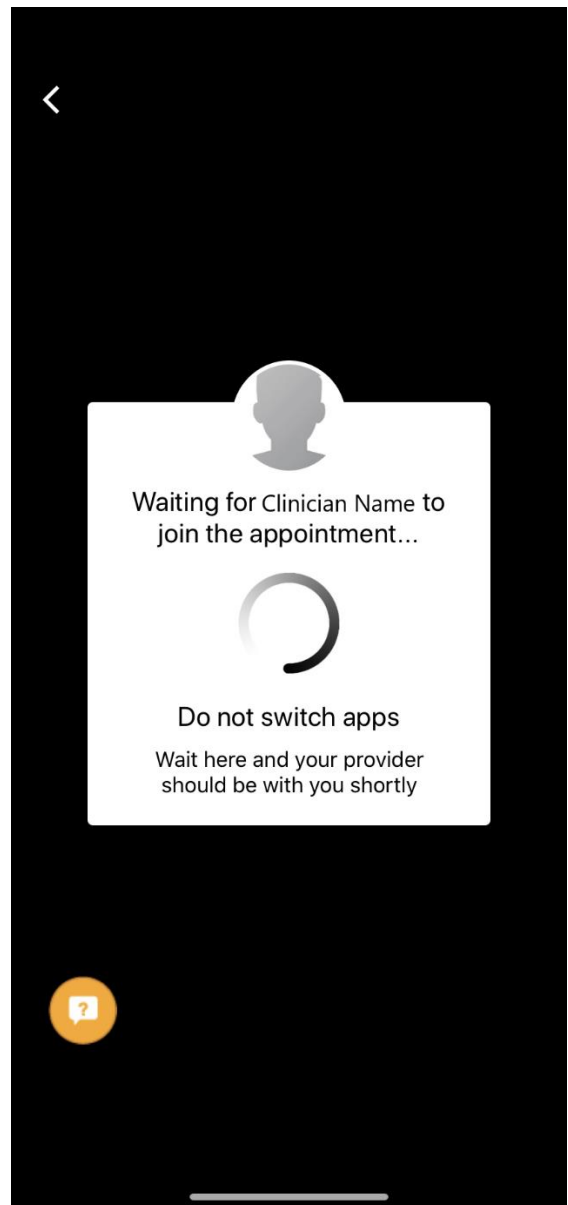 Waiting for Clinician Name to
join the appointment...
Do not switch apps
Wait here and your provider
should be with you shortly
?